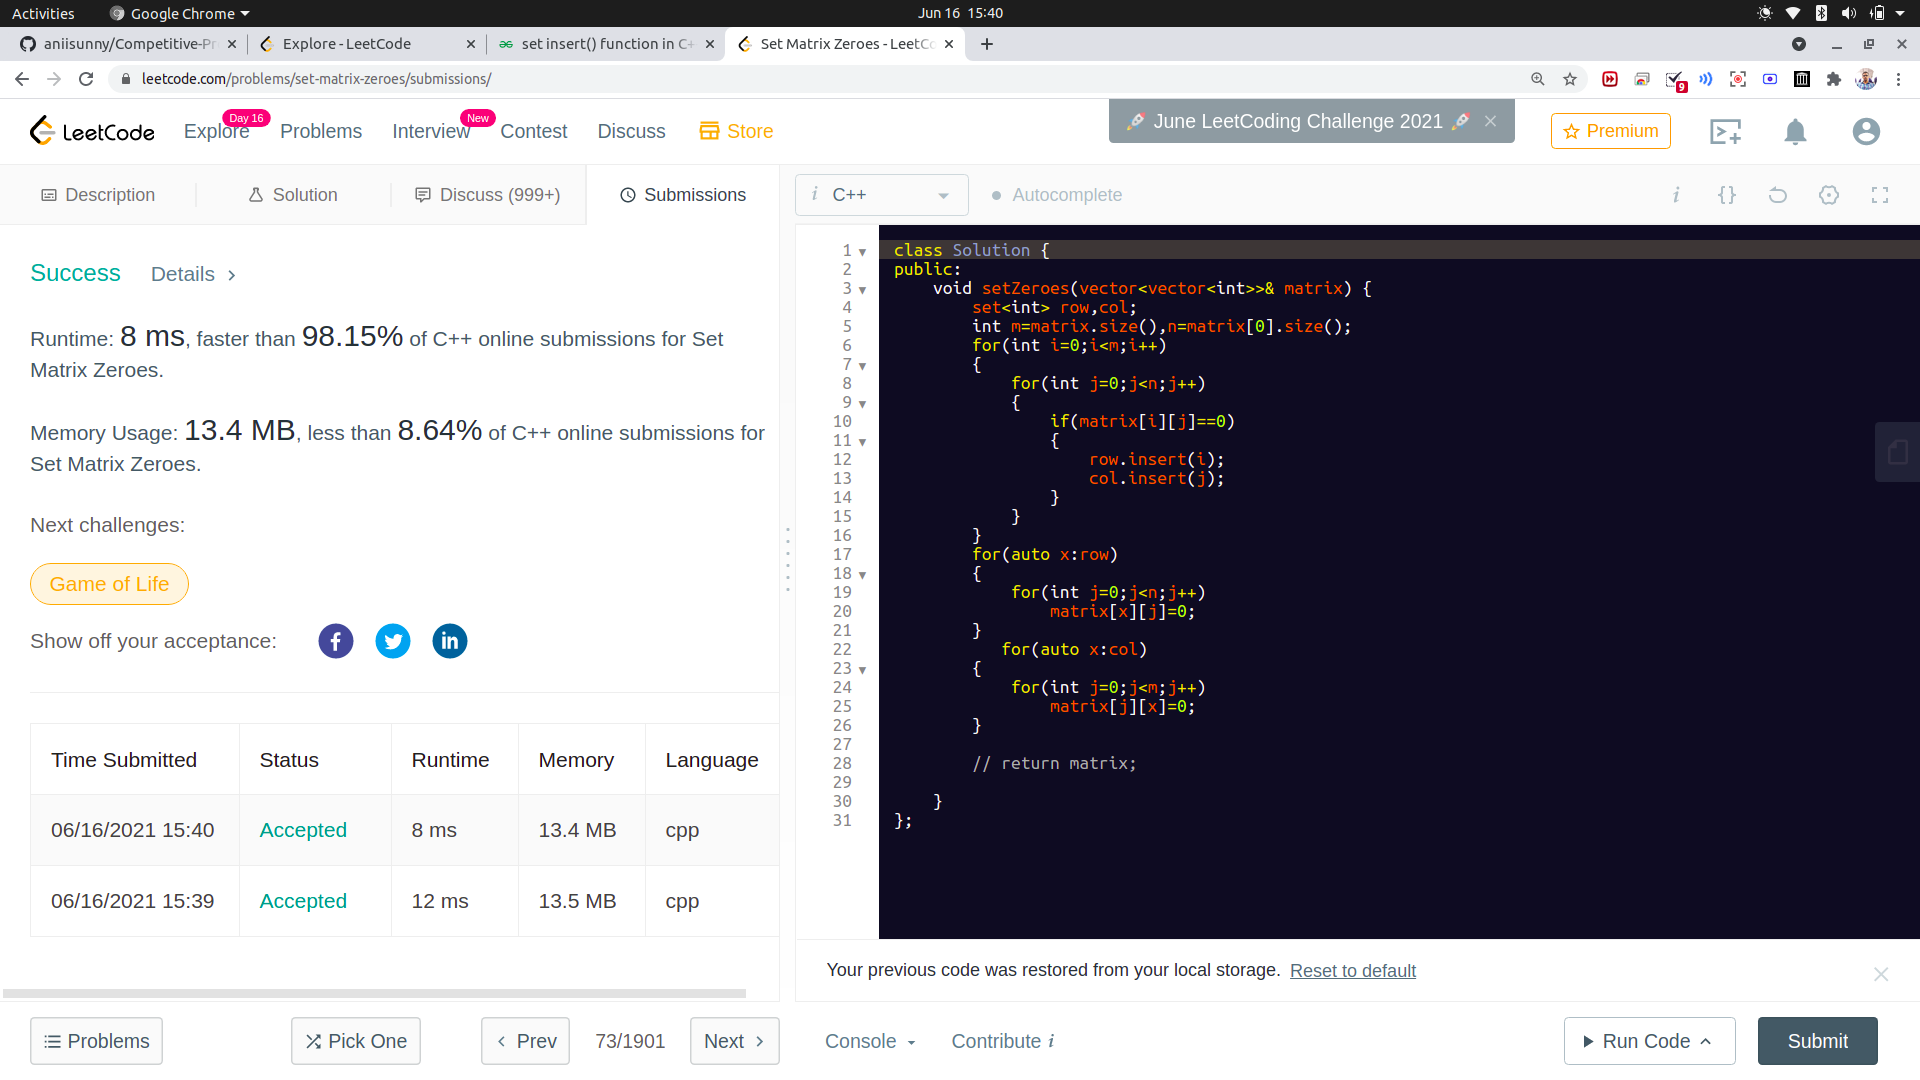 Activities
Google Chrome
Jun 16 15:40
aniisunny/Competitive-Pr
Explore - LeetCode
set insert() function in C+
Set Matrix Zeroes - LeetCo
leetcode.com/problems/set-matrix-zeroes/submissions/
9
LeetCode
Explore
Day 16
Problems
Interview
New
Contest
Discuss
Store
June LeetCoding Challenge 2021
Premium
Description
Solution
Discuss (999+)
Submissions
i C++
Autocomplete
i {}
Success
Details
Runtime: 8 ms, faster than 98.15% of C++ online submissions for Set
Matrix Zeroes.
Memory Usage: 13.4 MB, less than 8.64% of C++ online submissions for
Set Matrix Zeroes.
Next challenges:
Game of Life
Show off your acceptance:
Time Submitted Status Runtime Memory Language
06/16/2021 15:40 Accepted 8 ms 13.4 MB cpp
06/16/2021 15:39 Accepted 12 ms 13.5 MB cpp
1 class Solution {
2 public:
3     void setZeroes(vector<vector<int>>& matrix) {
4         set<int> row,col;
5         int m=matrix.size(),n=matrix[0].size();
6         for(int i=0;i<m;i++)
7         {
8             for(int j=0;j<n;j++)
9             {
10                 if(matrix[i][j]==0)
11                 {
12                     row.insert(i);
13                     col.insert(j);
14                 }
15             }
16         }
17         for(auto x:row)
18         {
19             for(int j=0;j<n;j++)
20                 matrix[x][j]=0;
21         }
22            for(auto x:col)
23         {
24             for(int j=0;j<m;j++)
25                 matrix[j][x]=0;
26         }
27
28         // return matrix;
29
30     }
31 };
Your previous code was restored from your local storage. Reset to default
Problems
Pick One
Prev
73/1901
Next
Console
Contribute i
Run Code
Submit